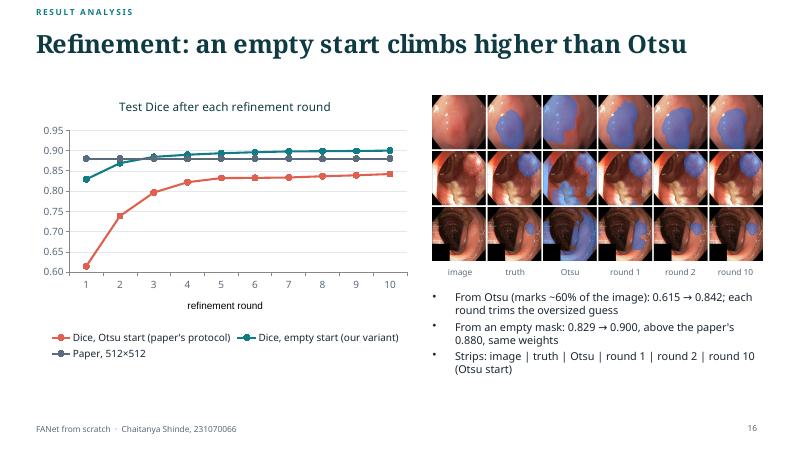 RESULT ANALYSIS
Refinement: an empty start climbs higher than Otsu
Test Dice after each refinement round
0.95
0.90
0.85
0.80
0.75
0.70
0.65
0.60
1 2 3 4 5 6 7 8 9 10
refinement round
Dice, Otsu start (paper's protocol) Dice, empty start (our variant)
Paper, 512×512
image truth Otsu round 1 round 2 round 10
• From Otsu (marks ~60% of the image): 0.615 → 0.842; each
round trims the oversized guess
• From an empty mask: 0.829 → 0.900, above the paper's
0.880, same weights
• Strips: image | truth | Otsu | round 1 | round 2 | round 10
(Otsu start)
FANet from scratch · Chaitanya Shinde, 231070066
16